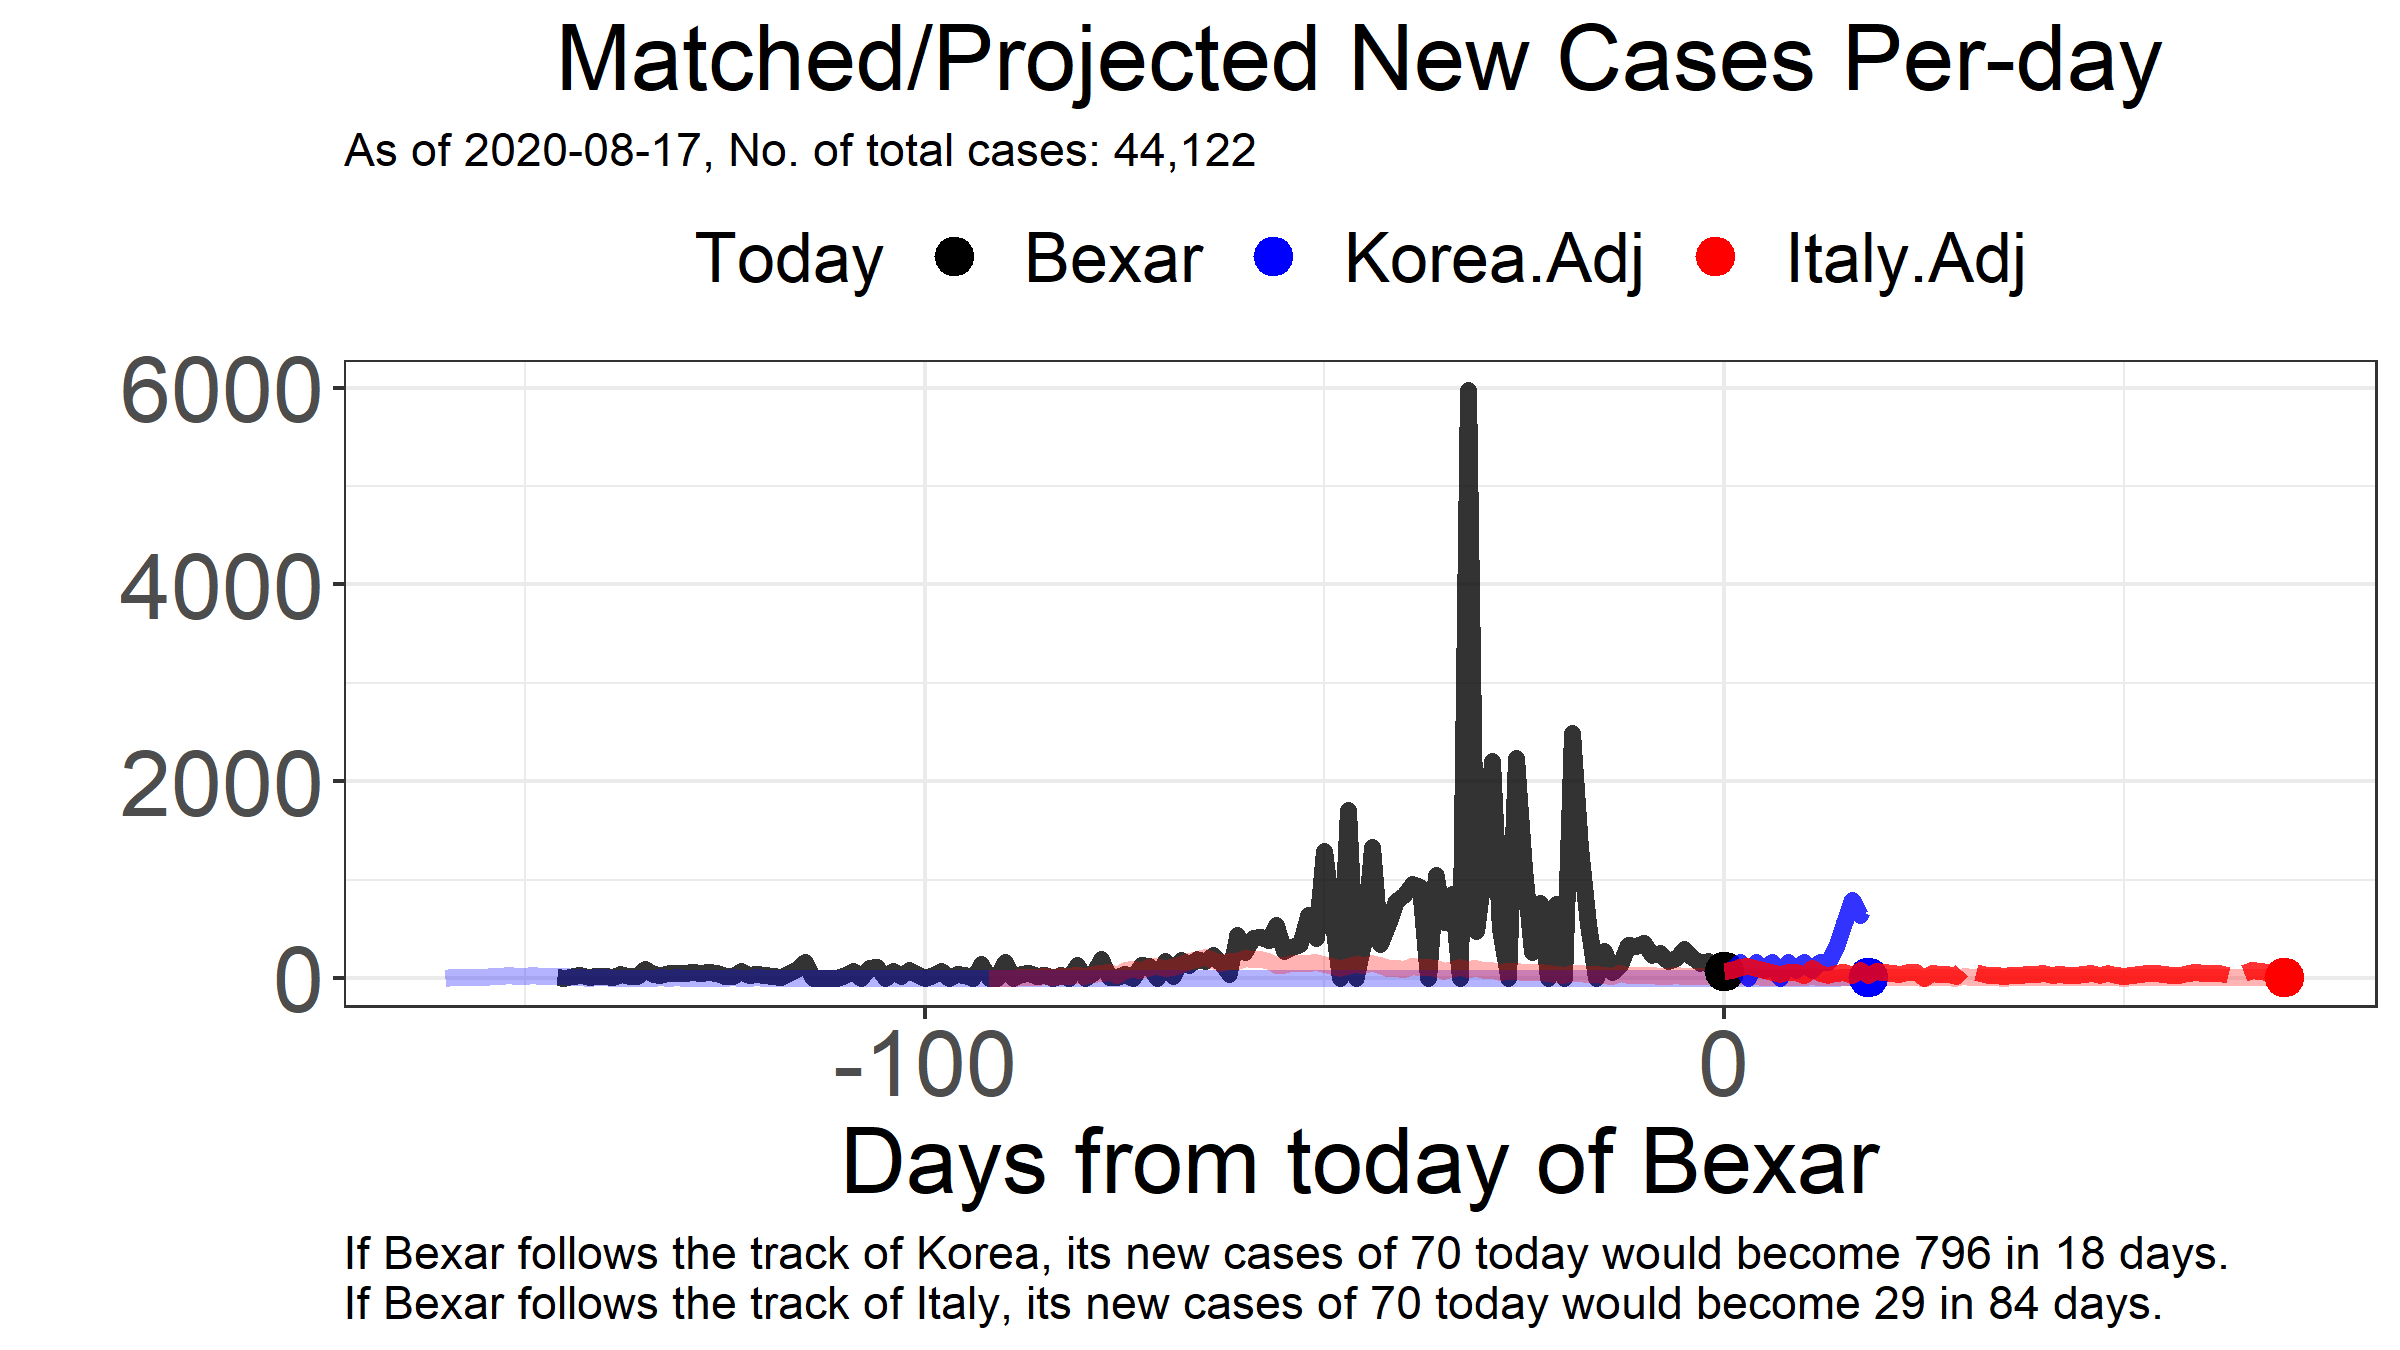 Matched/Projected New Cases Per-day
As of 2020-08-17, No. of total cases: 44,122
Today Bexar Korea.Adj Italy.Adj
6000
4000
2000
0
-100 0
Days from today of Bexar
If Bexar follows the track of Korea, its new cases of 70 today would become 796 in 18 days.
If Bexar follows the track of Italy, its new cases of 70 today would become 29 in 84 days.